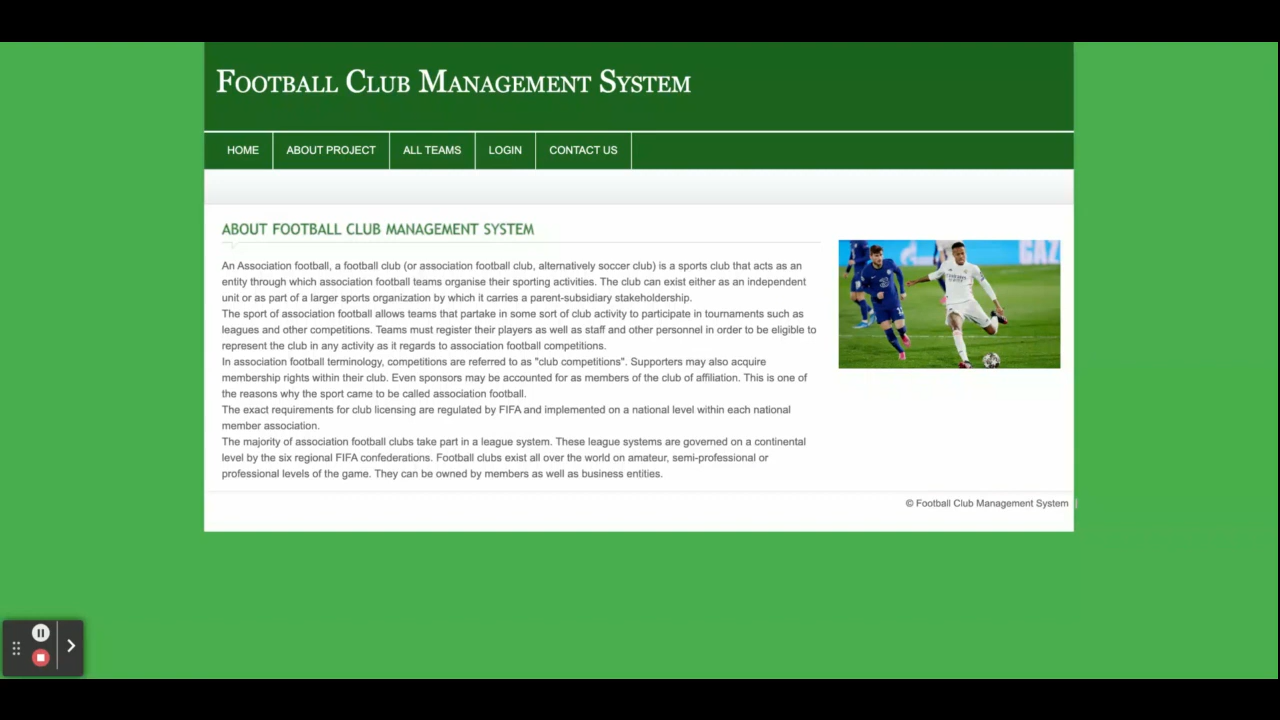 Football Club Management System
HOME ABOUT PROJECT ALL TEAMS LOGIN CONTACT US
ABOUT FOOTBALL CLUB MANAGEMENT SYSTEM
An Association football, a football club (or association football club, alternatively soccer club) is a sports club that acts as an
entity through which association football teams organise their sporting activities. The club can exist either as an independent
unit or as part of a larger sports organization by which it carries a parent-subsidiary stakeholdership.
The sport of association football allows teams that partake in some sort of club activity to participate in tournaments such as
leagues and other competitions. Teams must register their players as well as staff and other personnel in order to be eligible to
represent the club in any activity as it regards to association football competitions.
In association football terminology, competitions are referred to as "club competitions". Supporters may also acquire
membership rights within their club. Even sponsors may be accounted for as members of the club of affiliation. This is one of
the reasons why the sport came to be called association football.
The exact requirements for club licensing are regulated by FIFA and implemented on a national level within each national
member association.
The majority of association football clubs take part in a league system. These league systems are governed on a continental
level by the six regional FIFA confederations. Football clubs exist all over the world on amateur, semi-professional or
professional levels of the game. They can be owned by members as well as business entities.
© Football Club Management System